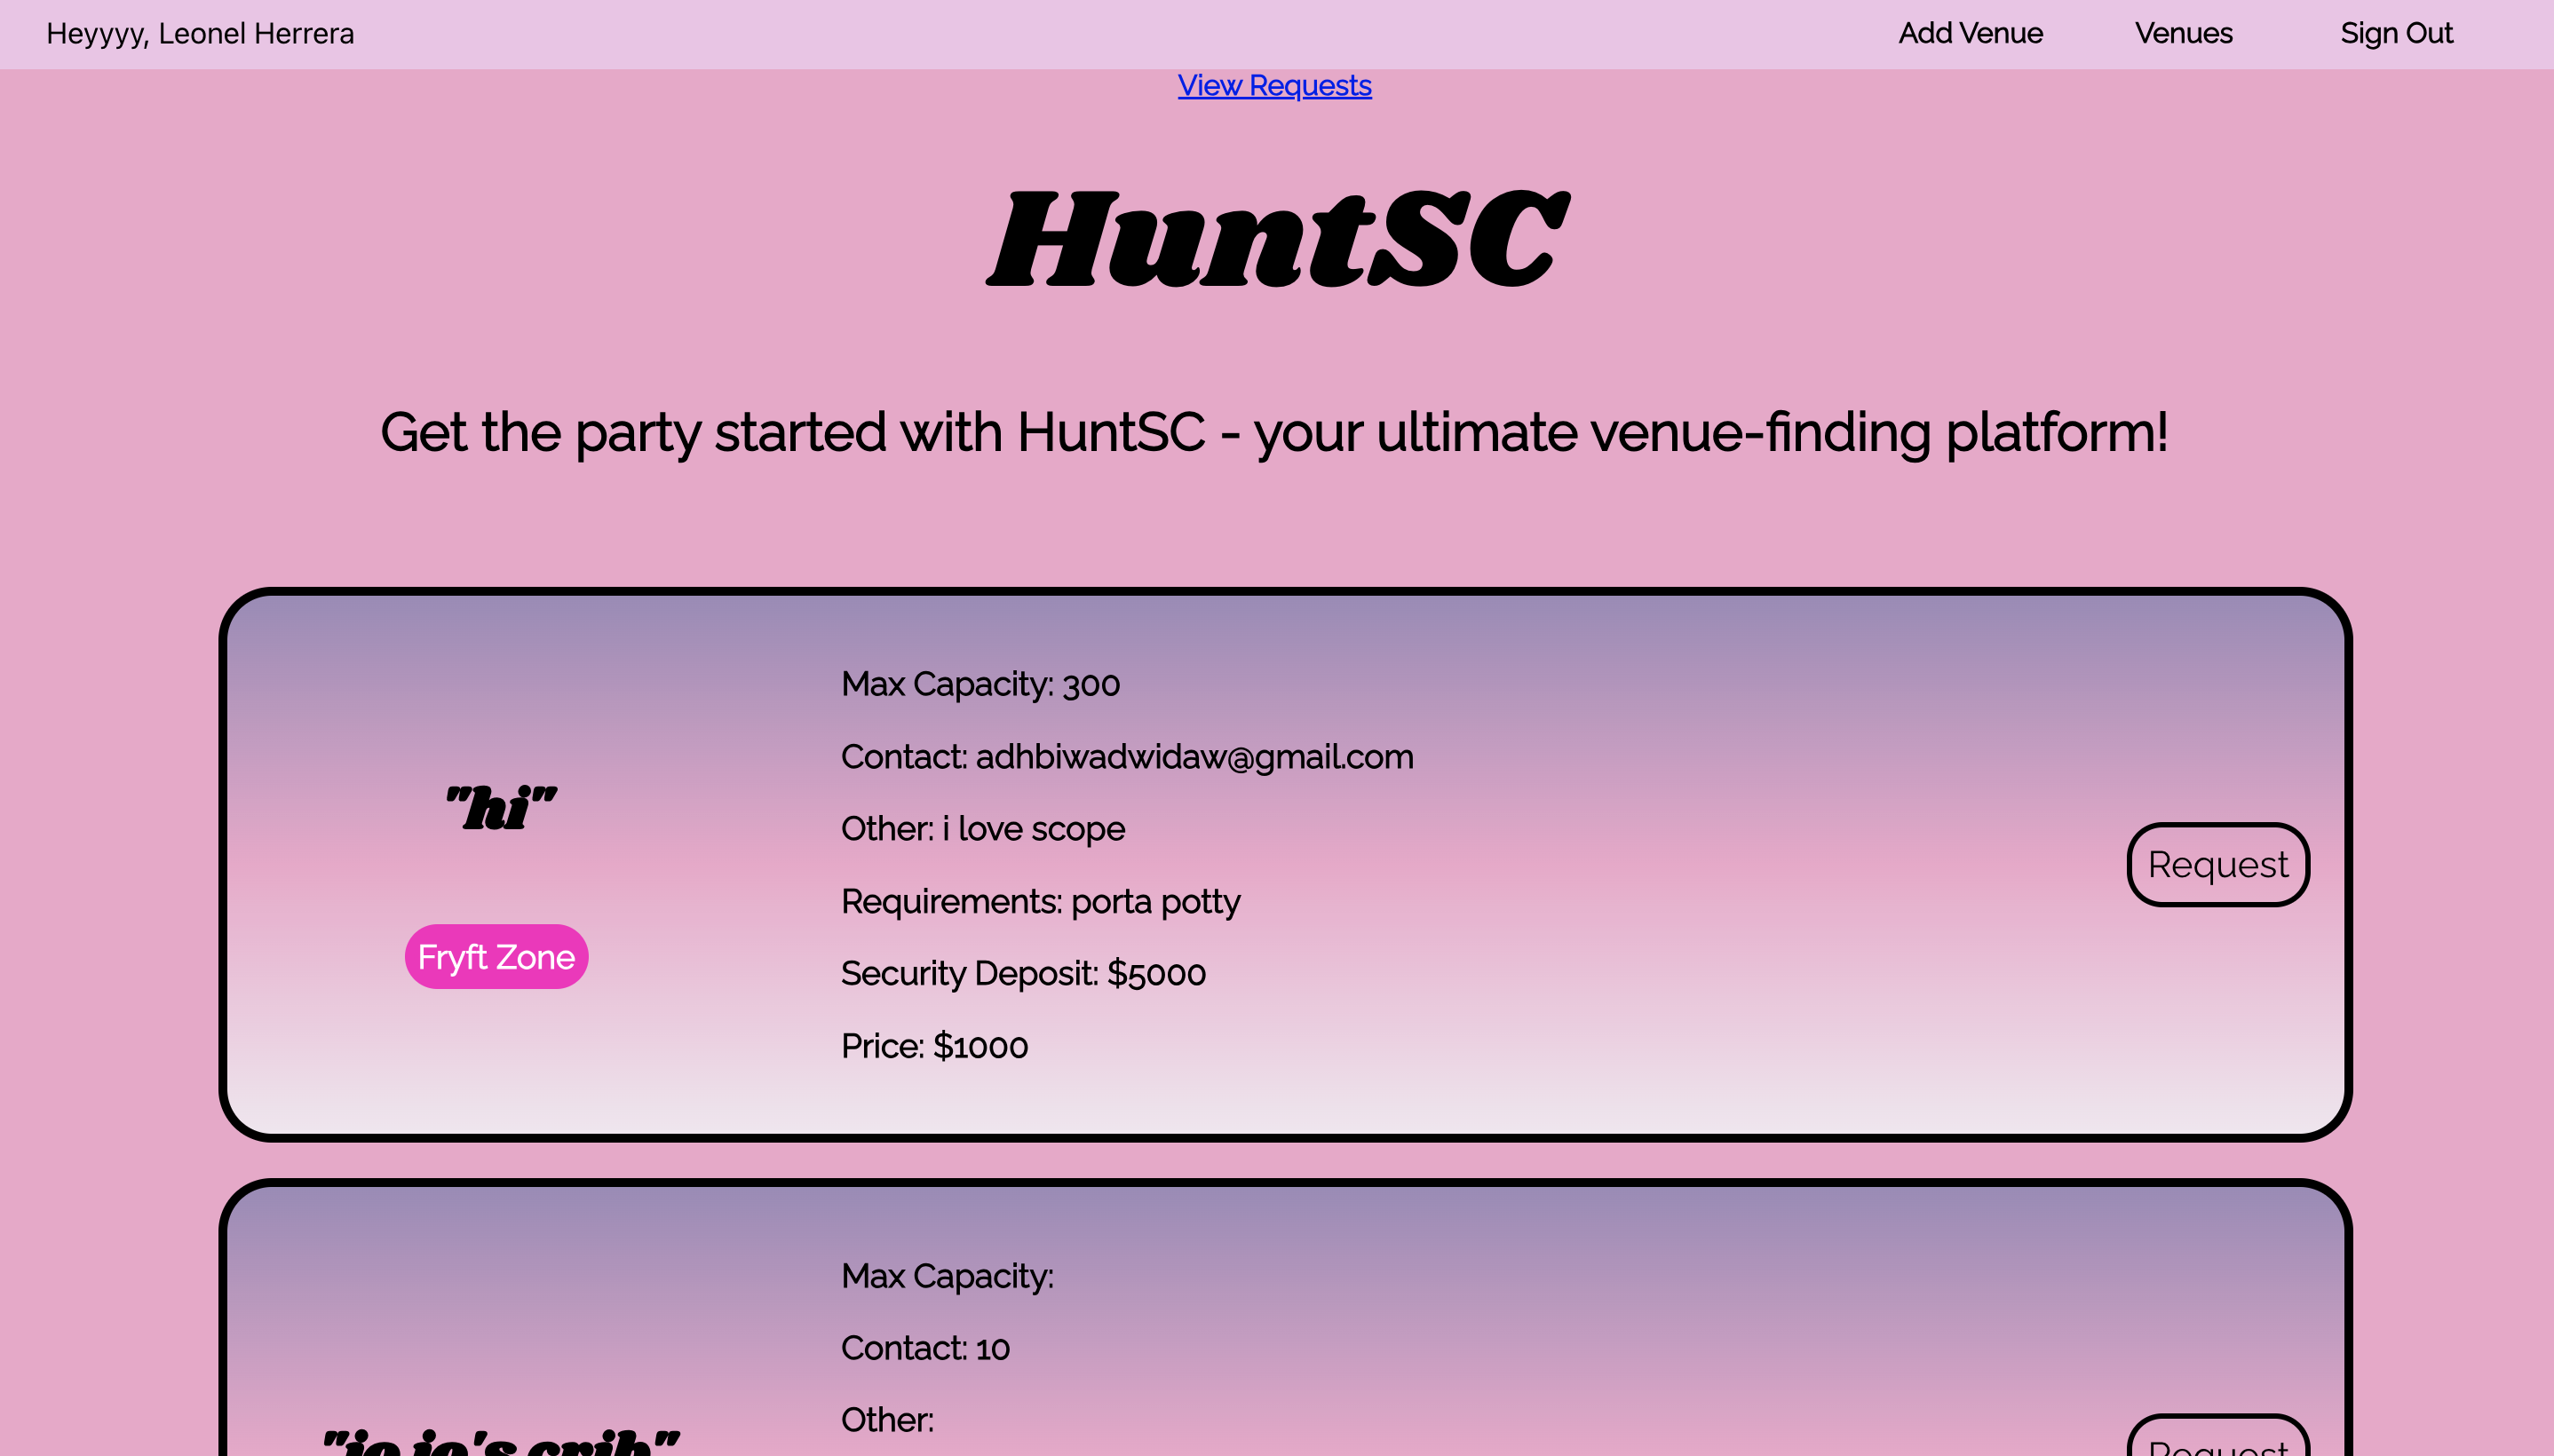 Heyyyy, Leonel Herrera
Add Venue
Venues
Sign Out
View Requests
HuntSC
Get the party started with HuntSC - your ultimate venue-finding platform!
"hi"
Fryft Zone
Max Capacity: 300
Contact: adhbiwadwidaw@gmail.com
Other: i love scope
Requirements: porta potty
Security Deposit: $5000
Price: $1000
Request
"jo jo's crib"
Max Capacity:
Contact: 10
Other:
Request